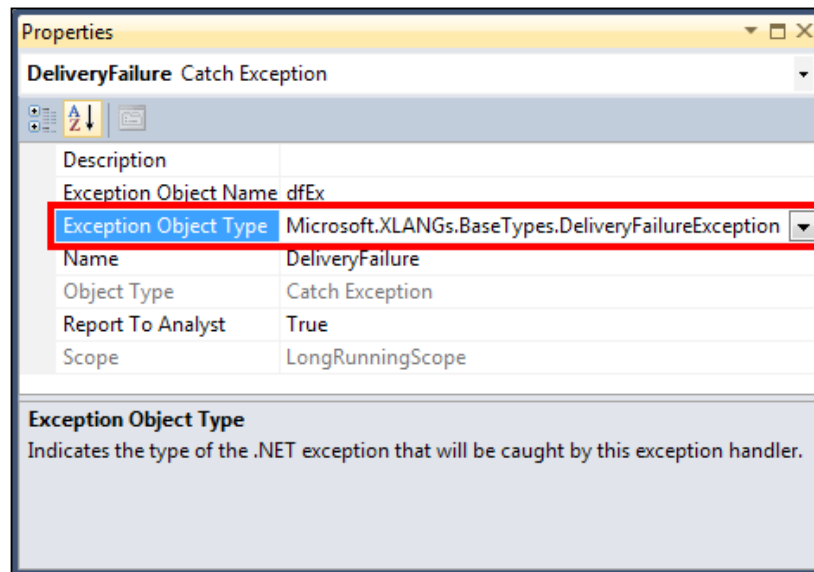 Properties
DeliveryFailure Catch Exception
Description
Exception Object Name dfEx
Exception Object Type Microsoft.XLANGs.BaseTypes.DeliveryFailureException
Name DeliveryFailure
Object Type Catch Exception
Report To Analyst True
Scope LongRunningScope
Exception Object Type
Indicates the type of the .NET exception that will be caught by this exception handler.